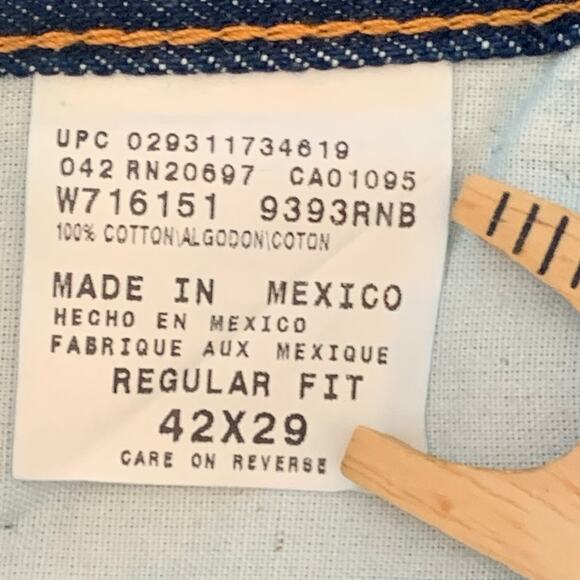 UPC 029311734619
042 RN20697 CA01095
W716151 9393RNB
100% COTTON\ALGODON\COTON
MADE IN MEXICO
HECHO EN MEXICO
FABRIQUE AUX MEXIQUE
REGULAR FIT
42X29
CARE ON REVERSE